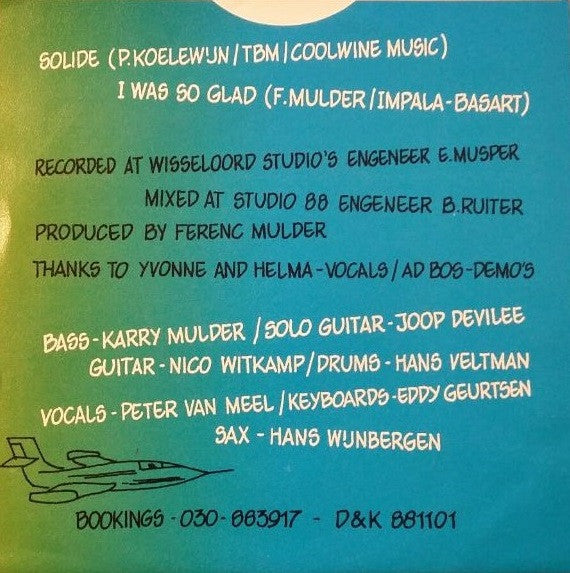 SOLIDE (P.KOELEWIJN/TBM/COOLWINE MUSIC)
I WAS SO GLAD (F.MULDER/IMPALA-BASART)
RECORDED AT WISSELOORD STUDIO'S ENGENEER E.MUSPER
MIXED AT STUDIO 88 ENGENEER B.RUITER
PRODUCED BY FERENC MULDER
THANKS TO YVONNE AND HELMA-VOCALS/AD BOS-DEMO'S
BASS-KARRY MULDER/SOLO GUITAR-JOOP DEVILEE
GUITAR-NICO WITKAMP/DRUMS-HANS VELTMAN
VOCALS-PETER VAN MEEL/KEYBOARDS-EDDY GEURTSEN
SAX-HANS WIJNBERGEN
BOOKINGS-030-883917 - D&K 881101